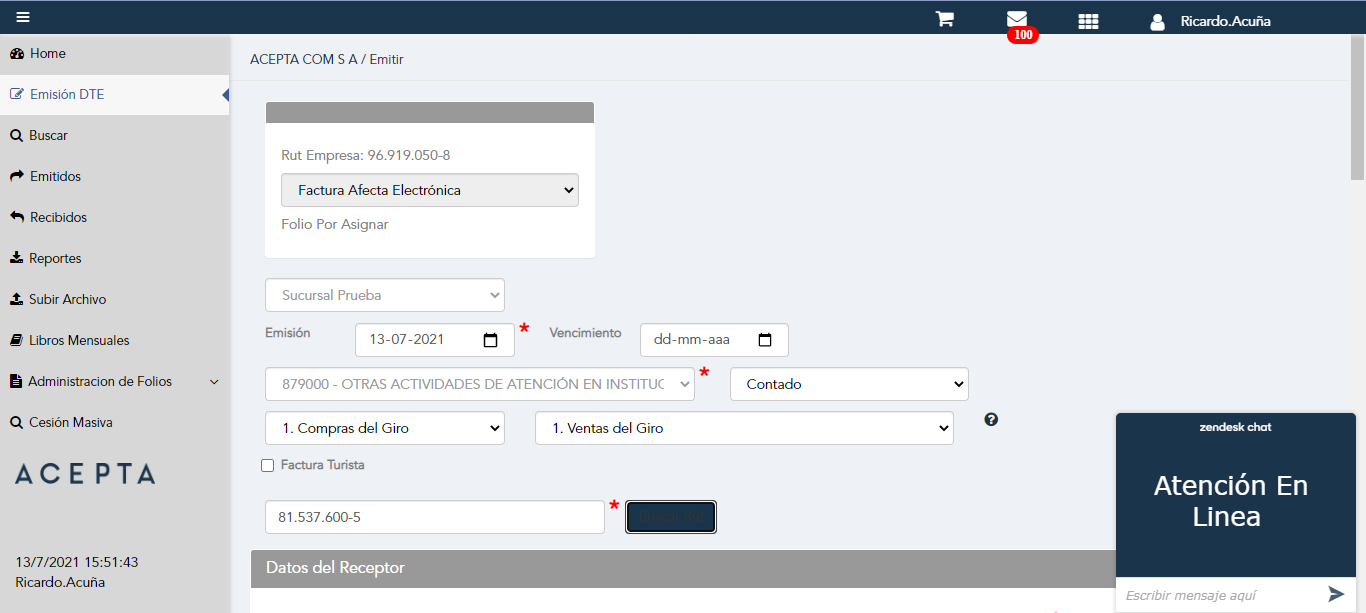 Ricardo.Acuña
100
Home
Emisión DTE
Buscar
Emitidos
Recibidos
Reportes
Subir Archivo
Libros Mensuales
Administracion de Folios
Cesión Masiva
ACEPTA
13/7/2021 15:51:43
Ricardo.Acuña
ACEPTA COM S A / Emitir
Rut Empresa: 96.919.050-8
Factura Afecta Electrónica
Folio Por Asignar
Sucursal Prueba
Emisión 13-07-2021 * Vencimiento dd-mm-aaa
879000 - OTRAS ACTIVIDADES DE ATENCIÓN EN INSTITUC * Contado
1. Compras del Giro 1. Ventas del Giro ?
Factura Turista
81.537.600-5 *
Datos del Receptor
zendesk chat
Atención En
Linea
Escribir mensaje aquí